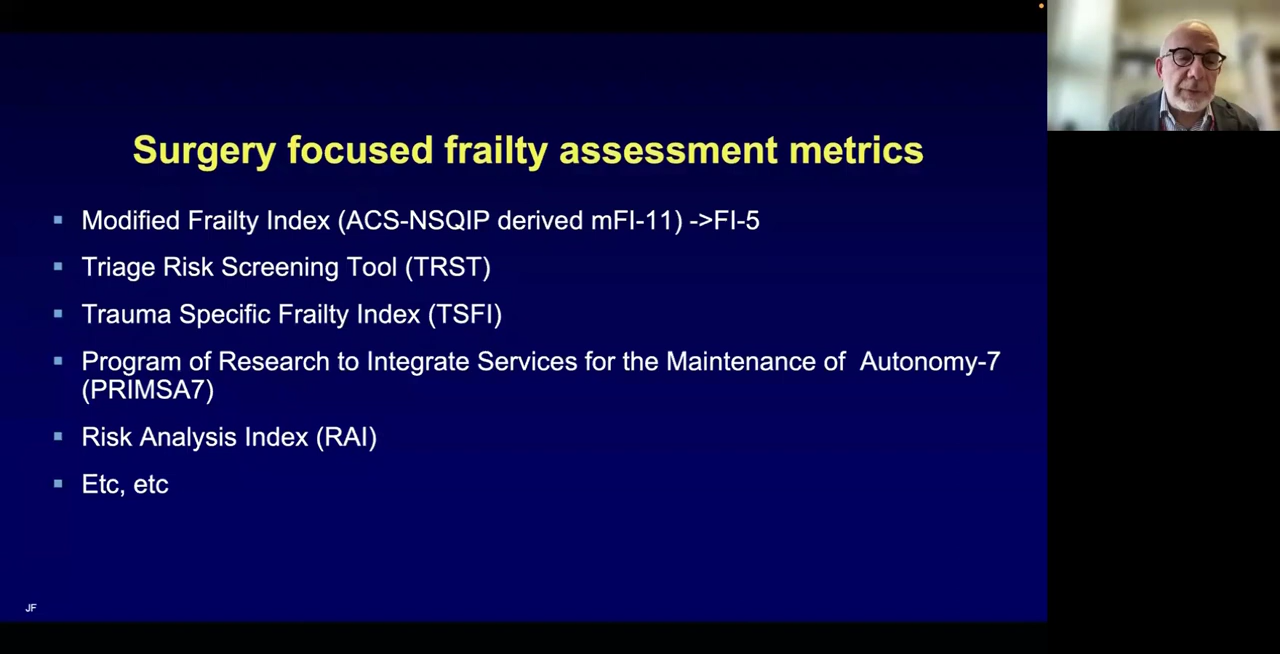 Surgery focused frailty assessment metrics
Modified Frailty Index (ACS-NSQIP derived mFI-11) ->FI-5
Triage Risk Screening Tool (TRST)
Trauma Specific Frailty Index (TSFI)
Program of Research to Integrate Services for the Maintenance of  Autonomy-7
(PRIMSA7)
Risk Analysis Index (RAI)
Etc, etc
JF